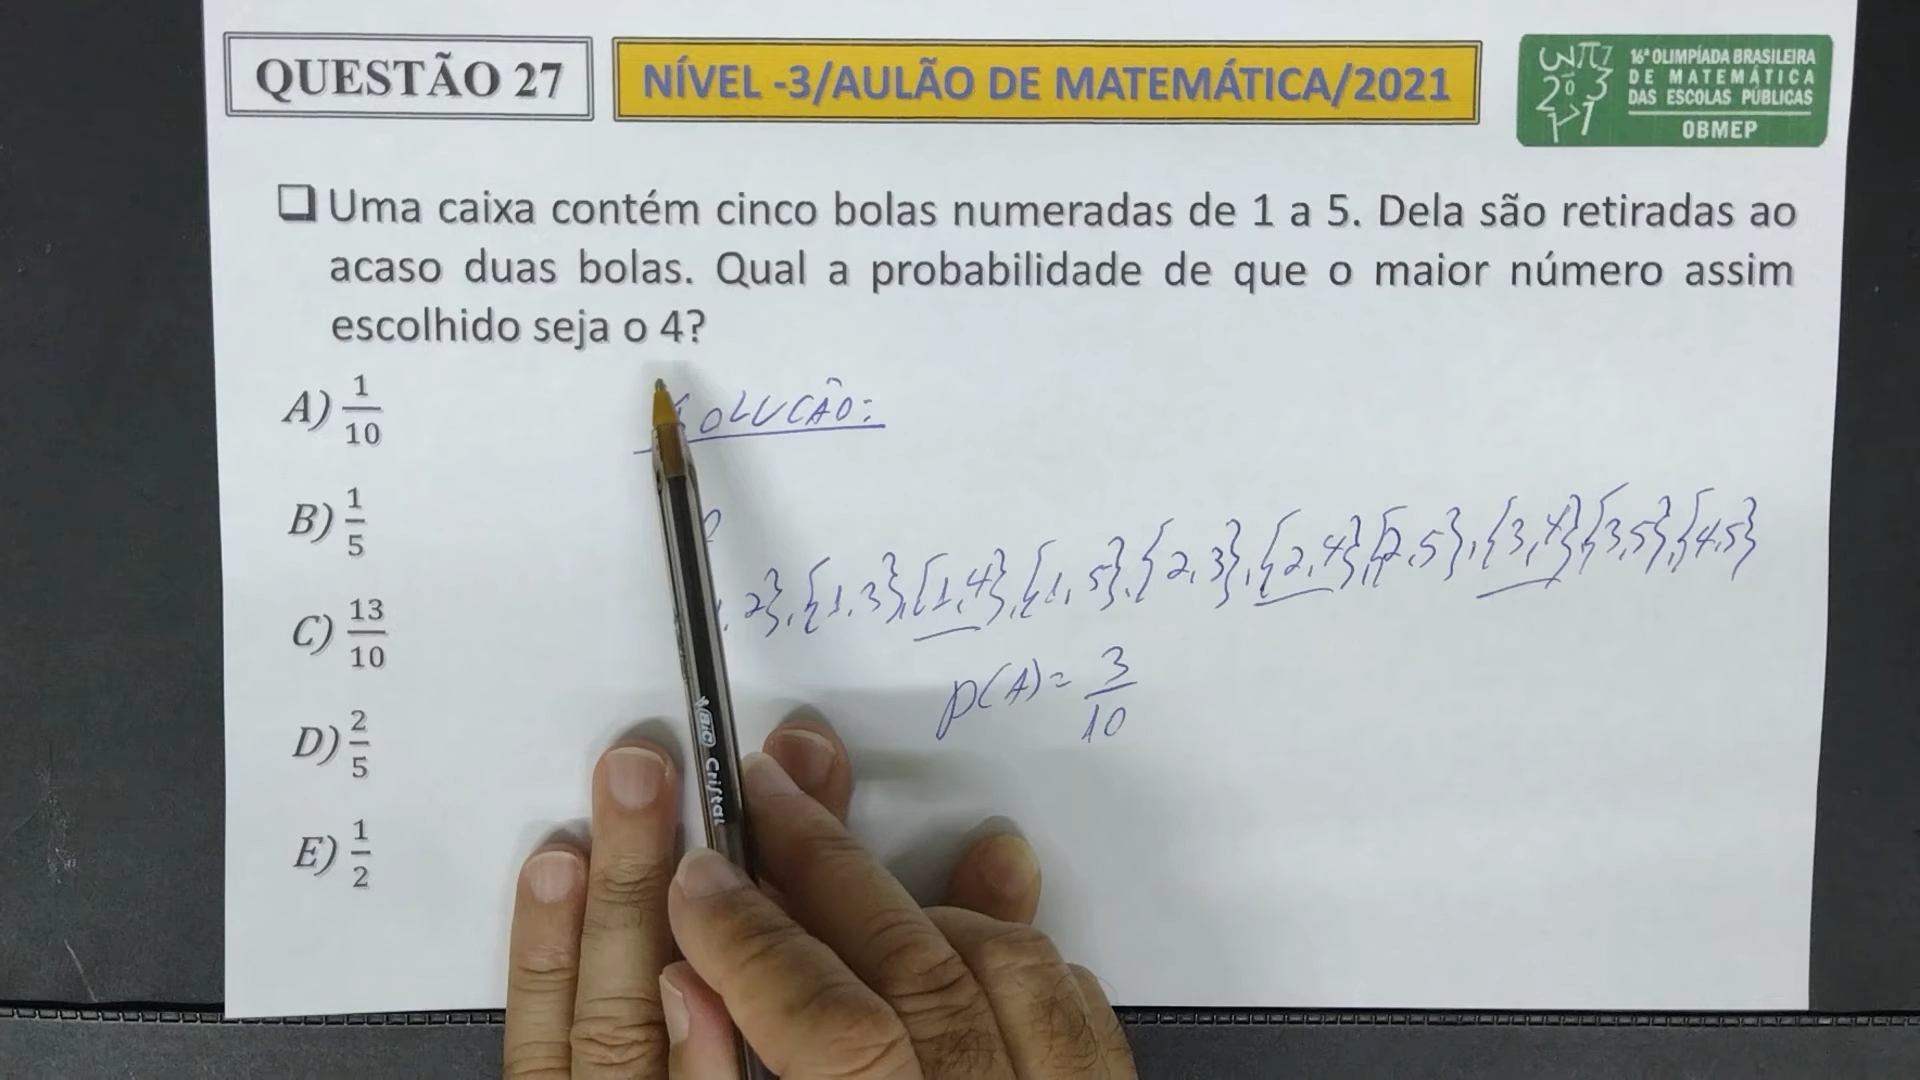 QUESTÃO 27
NÍVEL -3/AULÃO DE MATEMÁTICA/2021
16ª OLIMPÍADA BRASILEIRA
DE MATEMÁTICA
DAS ESCOLAS PÚBLICAS
OBMEP
Uma caixa contém cinco bolas numeradas de 1 a 5. Dela são retiradas ao
acaso duas bolas. Qual a probabilidade de que o maior número assim
escolhido seja o 4?
A) 1/10
B) 1/5
C) 13/10
D) 2/5
E) 1/2
OLUCÃO:
, 2}, {1,3}, {1,4}, {1,5}, {2,3}, {2,4}, {2,5}, {3,4}, {3,5}, {4,5}
P(A) = 3/10
BIC Cristal